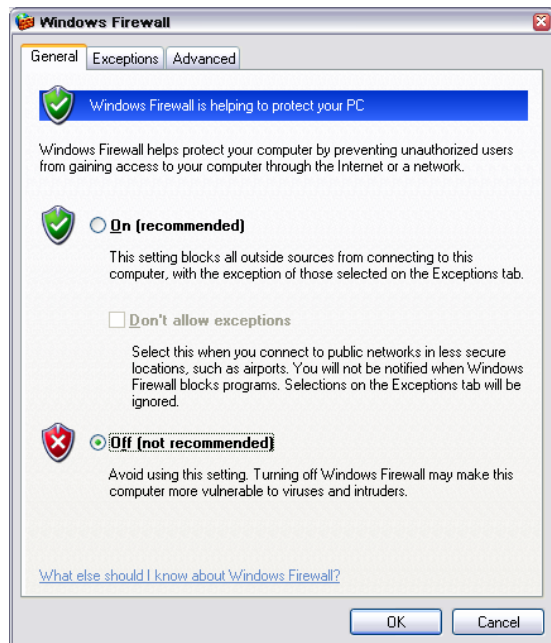 Windows Firewall
General Exceptions Advanced
Windows Firewall is helping to protect your PC
Windows Firewall helps protect your computer by preventing unauthorized users
from gaining access to your computer through the Internet or a network.
On (recommended)
This setting blocks all outside sources from connecting to this
computer, with the exception of those selected on the Exceptions tab.
Don't allow exceptions
Select this when you connect to public networks in less secure
locations, such as airports. You will not be notified when Windows
Firewall blocks programs. Selections on the Exceptions tab will be
ignored.
Off (not recommended)
Avoid using this setting. Turning off Windows Firewall may make this
computer more vulnerable to viruses and intruders.
What else should I know about Windows Firewall?
OK Cancel